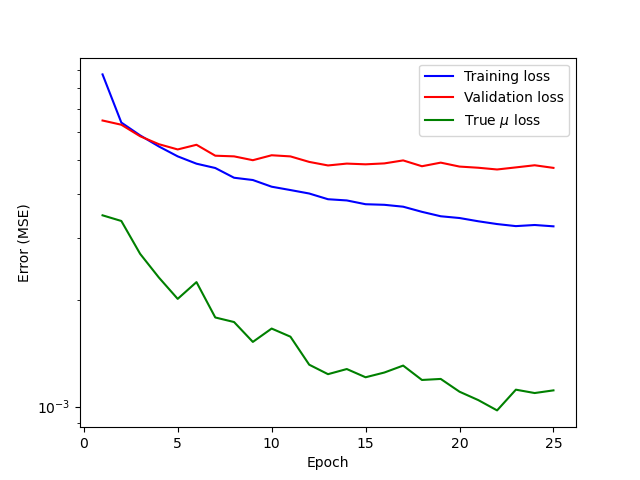 Training loss
Validation loss
True μ loss
Error (MSE)
10⁻³
0 5 10 15 20 25
Epoch